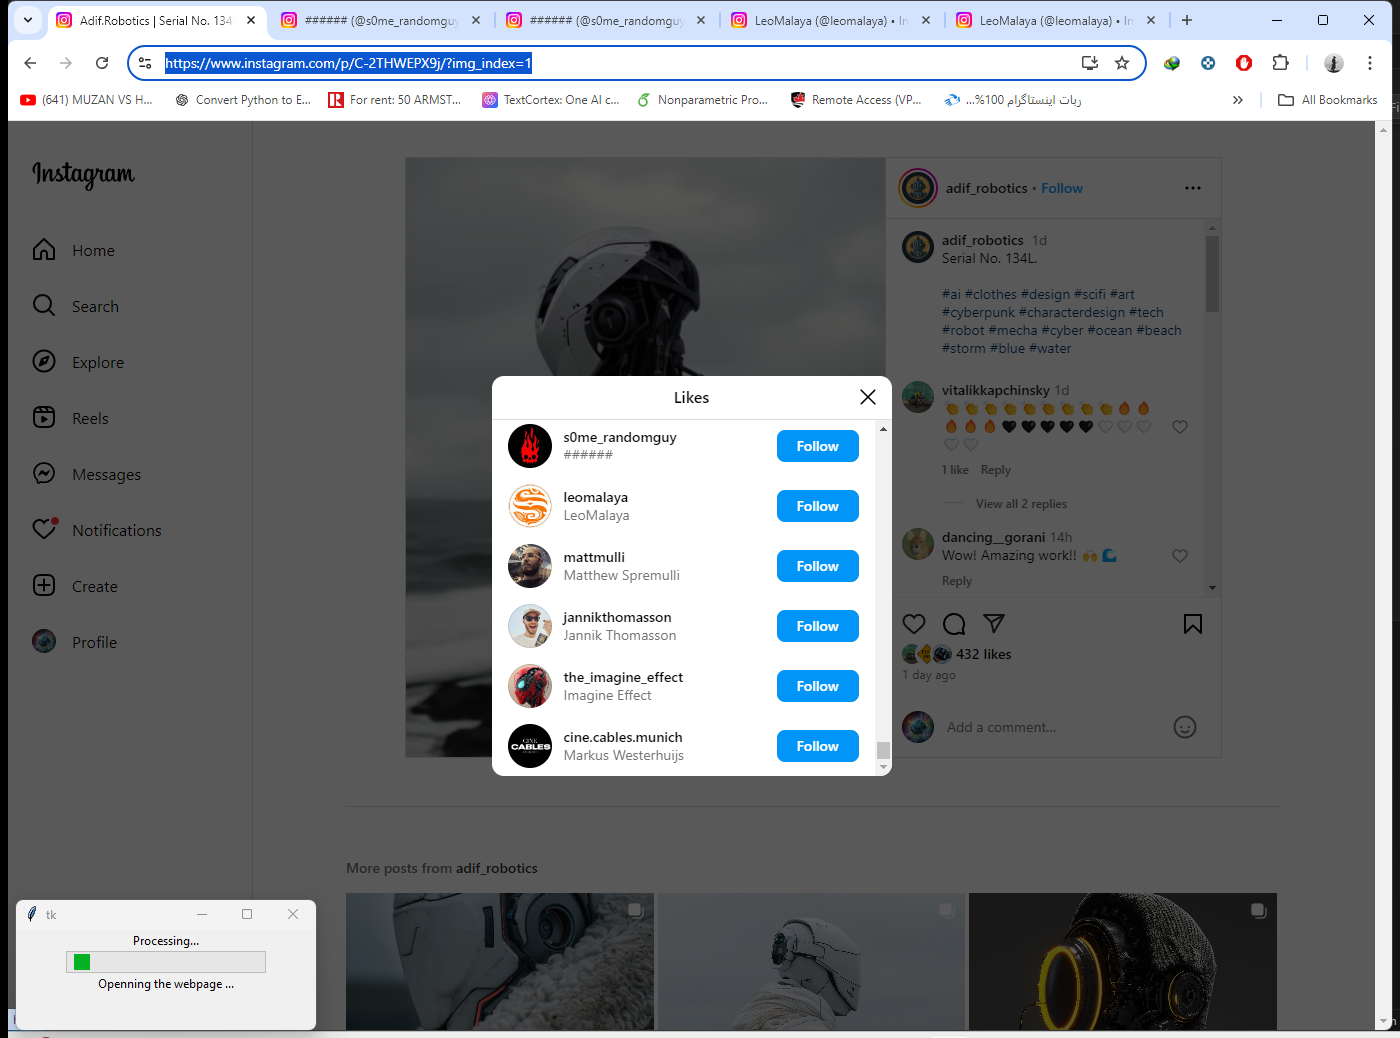 Adif.Robotics | Serial No. 134
###### (@s0me_randomguy
###### (@s0me_randomguy
LeoMalaya (@leomalaya) • In
LeoMalaya (@leomalaya) • In
https://www.instagram.com/p/C-2THWEPX9j/?img_index=1
(641) MUZAN VS H...
Convert Python to E...
For rent: 50 ARMST...
TextCortex: One AI c...
Nonparametric Pro...
Remote Access (VP...
ربات اینستاگرام 100%...
All Bookmarks
Instagram
Home
Search
Explore
Reels
Messages
Notifications
Create
Profile
adif_robotics • Follow
adif_robotics 1d
Serial No. 134L.
#ai #clothes #design #scifi #art
#cyberpunk #characterdesign #tech
#robot #mecha #cyber #ocean #beach
#storm #blue #water
vitalikkapchinsky 1d
👏👏👏👏👏👏👏👏👏🔥🔥
🔥🔥🔥🖤🖤🖤🖤🖤🤍🤍🤍
🤍🤍
1 like Reply
View all 2 replies
dancing__gorani 14h
Wow! Amazing work!! 🙌 🌊
Reply
432 likes
1 day ago
Add a comment...
Likes
s0me_randomguy
######
Follow
leomalaya
LeoMalaya
Follow
mattmulli
Matthew Spremulli
Follow
jannikthomasson
Jannik Thomasson
Follow
the_imagine_effect
Imagine Effect
Follow
CINE
CABLES
cine.cables.munich
Markus Westerhuijs
Follow
More posts from adif_robotics
tk
Processing...
Openning the webpage ...